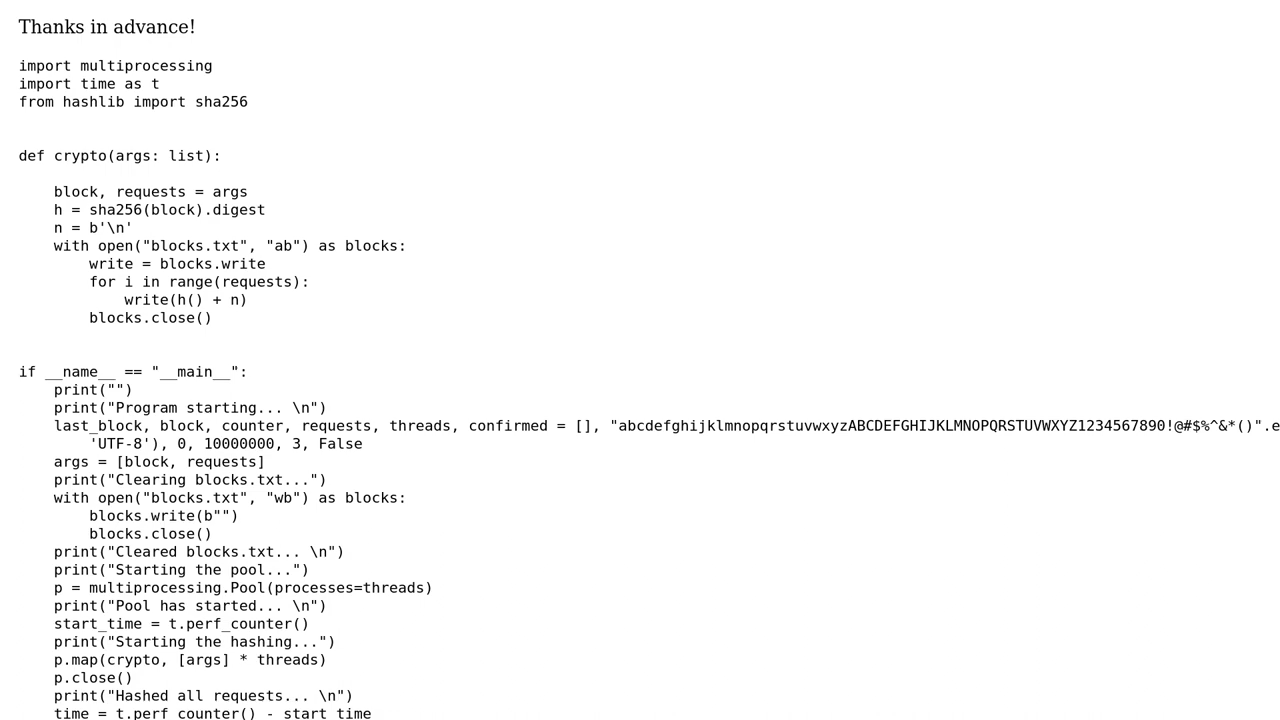 Thanks in advance!
import multiprocessing
import time as t
from hashlib import sha256
def crypto(args: list):
    block, requests = args
    h = sha256(block).digest
    n = b'\n'
    with open("blocks.txt", "ab") as blocks:
        write = blocks.write
        for i in range(requests):
            write(h() + n)
        blocks.close()
if __name__ == "__main__":
    print("")
    print("Program starting... \n")
    last_block, block, counter, requests, threads, confirmed = [], "abcdefghijklmnopqrstuvwxyzABCDEFGHIJKLMNOPQRSTUVWXYZ1234567890!@#$%^&*()".e
        'UTF-8'), 0, 10000000, 3, False
    args = [block, requests]
    print("Clearing blocks.txt...")
    with open("blocks.txt", "wb") as blocks:
        blocks.write(b"")
        blocks.close()
    print("Cleared blocks.txt... \n")
    print("Starting the pool...")
    p = multiprocessing.Pool(processes=threads)
    print("Pool has started... \n")
    start_time = t.perf_counter()
    print("Starting the hashing...")
    p.map(crypto, [args] * threads)
    p.close()
    print("Hashed all requests... \n")
    time = t.perf_counter() - start_time